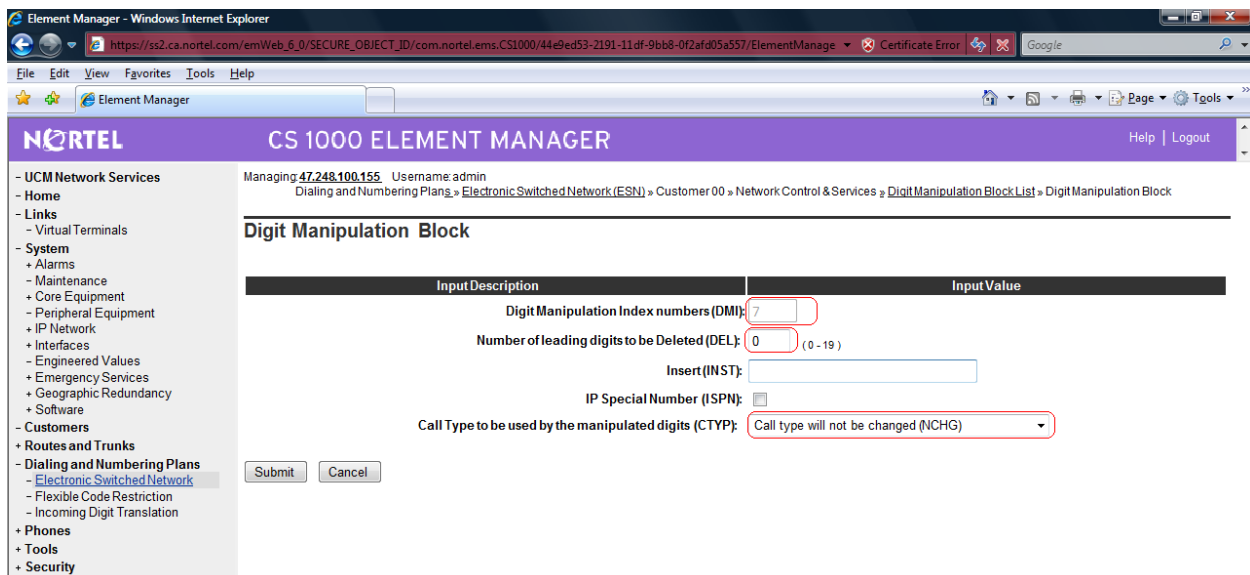 Element Manager - Windows Internet Explorer
https://ss2.ca.nortel.com/emWeb_6_0/SECURE_OBJECT_ID/com.nortel.ems.CS1000/44e9ed53-2191-11df-9bb8-0f2afd05a557/ElementManage Certificate Error Google
File Edit View Favorites Tools Help
Element Manager Page Tools »
NORTEL CS 1000 ELEMENT MANAGER Help | Logout
Managing: 47.248.100.155 Username: admin
Dialing and Numbering Plans » Electronic Switched Network (ESN) » Customer 00 » Network Control & Services » Digit Manipulation Block List » Digit Manipulation Block
- UCM Network Services
- Home
- Links
- Virtual Terminals
- System
+ Alarms
- Maintenance
+ Core Equipment
- Peripheral Equipment
+ IP Network
+ Interfaces
- Engineered Values
+ Emergency Services
+ Geographic Redundancy
+ Software
- Customers
+ Routes and Trunks
- Dialing and Numbering Plans
- Electronic Switched Network
- Flexible Code Restriction
- Incoming Digit Translation
+ Phones
+ Tools
+ Security
Digit Manipulation Block
Input Description Input Value
Digit Manipulation Index numbers (DMI): 7
Number of leading digits to be Deleted (DEL): 0 (0 - 19)
Insert (INST):
IP Special Number (ISPN):
Call Type to be used by the manipulated digits (CTYP): Call type will not be changed (NCHG)
Submit Cancel